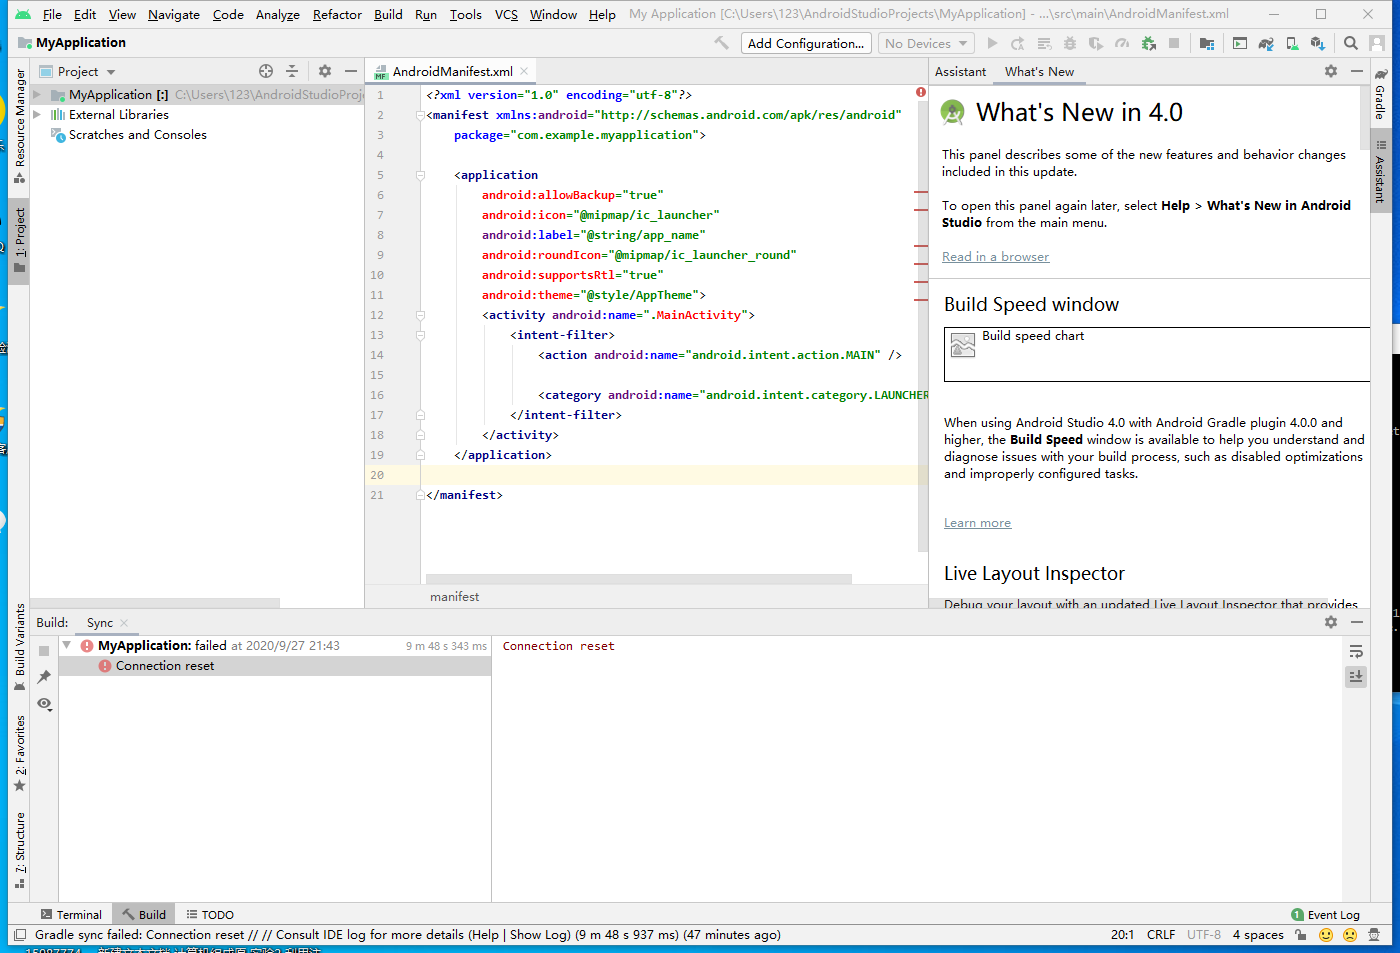 File Edit View Navigate Code Analyze Refactor Build Run Tools VCS Window Help My Application [C:\Users\123\AndroidStudioProjects\MyApplication] - ...\src\main\AndroidManifest.xml
MyApplication
Add Configuration...
No Devices
Resource Manager
1: Project
Build Variants
2: Favorites
7: Structure
Project
MyApplication [:] C:\Users\123\AndroidStudioProje
External Libraries
Scratches and Consoles
AndroidManifest.xml
1 <?xml version="1.0" encoding="utf-8"?>
2 <manifest xmlns:android="http://schemas.android.com/apk/res/android"
3 package="com.example.myapplication">
4
5 <application
6 android:allowBackup="true"
7 android:icon="@mipmap/ic_launcher"
8 android:label="@string/app_name"
9 android:roundIcon="@mipmap/ic_launcher_round"
10 android:supportsRtl="true"
11 android:theme="@style/AppTheme">
12 <activity android:name=".MainActivity">
13 <intent-filter>
14 <action android:name="android.intent.action.MAIN" />
15
16 <category android:name="android.intent.category.LAUNCHER
17 </intent-filter>
18 </activity>
19 </application>
20
21 </manifest>
manifest
Assistant What's New
What's New in 4.0
This panel describes some of the new features and behavior changes
included in this update.
To open this panel again later, select Help > What's New in Android
Studio from the main menu.
Read in a browser
Build Speed window
Build speed chart
When using Android Studio 4.0 with Android Gradle plugin 4.0.0 and
higher, the Build Speed window is available to help you understand and
diagnose issues with your build process, such as disabled optimizations
and improperly configured tasks.
Learn more
Live Layout Inspector
Debug your layout with an updated Live Layout Inspector that provides
Gradle
Assistant
Build: Sync
MyApplication: failed at 2020/9/27 21:43 9 m 48 s 343 ms
Connection reset
Connection reset
Terminal Build TODO
1 Event Log
Gradle sync failed: Connection reset // // Consult IDE log for more details (Help | Show Log) (9 m 48 s 937 ms) (47 minutes ago)
20:1 CRLF UTF-8 4 spaces